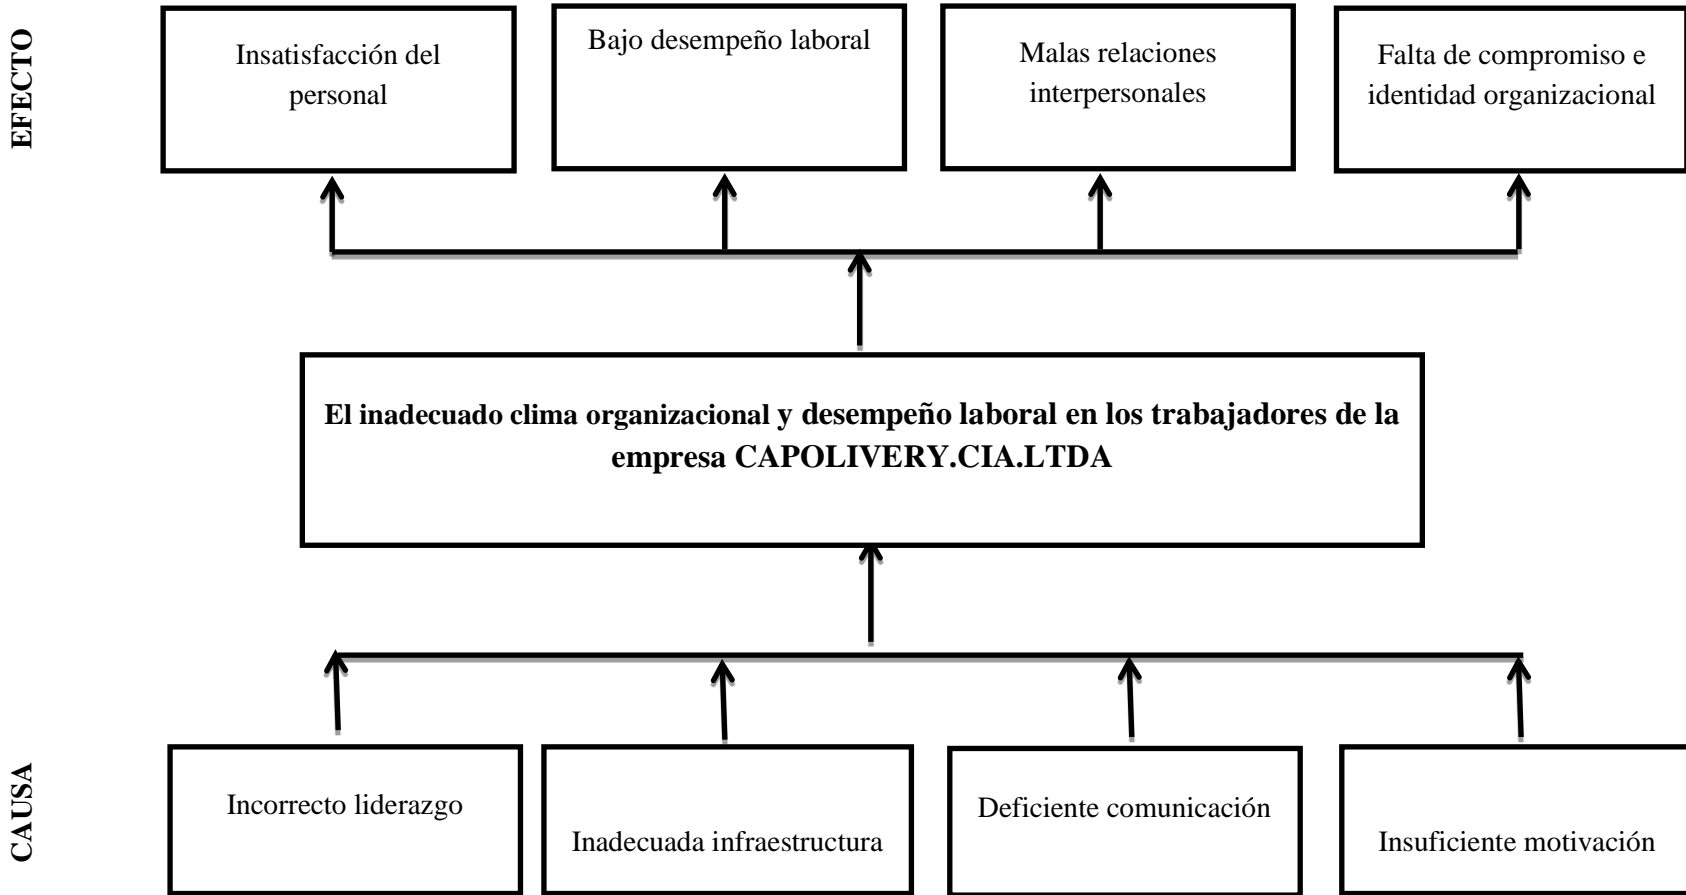 EFECTO
Insatisfacción del
personal
Bajo desempeño laboral
Malas relaciones
interpersonales
Falta de compromiso e
identidad organizacional
El inadecuado clima organizacional y desempeño laboral en los trabajadores de la
empresa CAPOLIVERY.CIA.LTDA
CAUSA
Incorrecto liderazgo
Inadecuada infraestructura
Deficiente comunicación
Insuficiente motivación